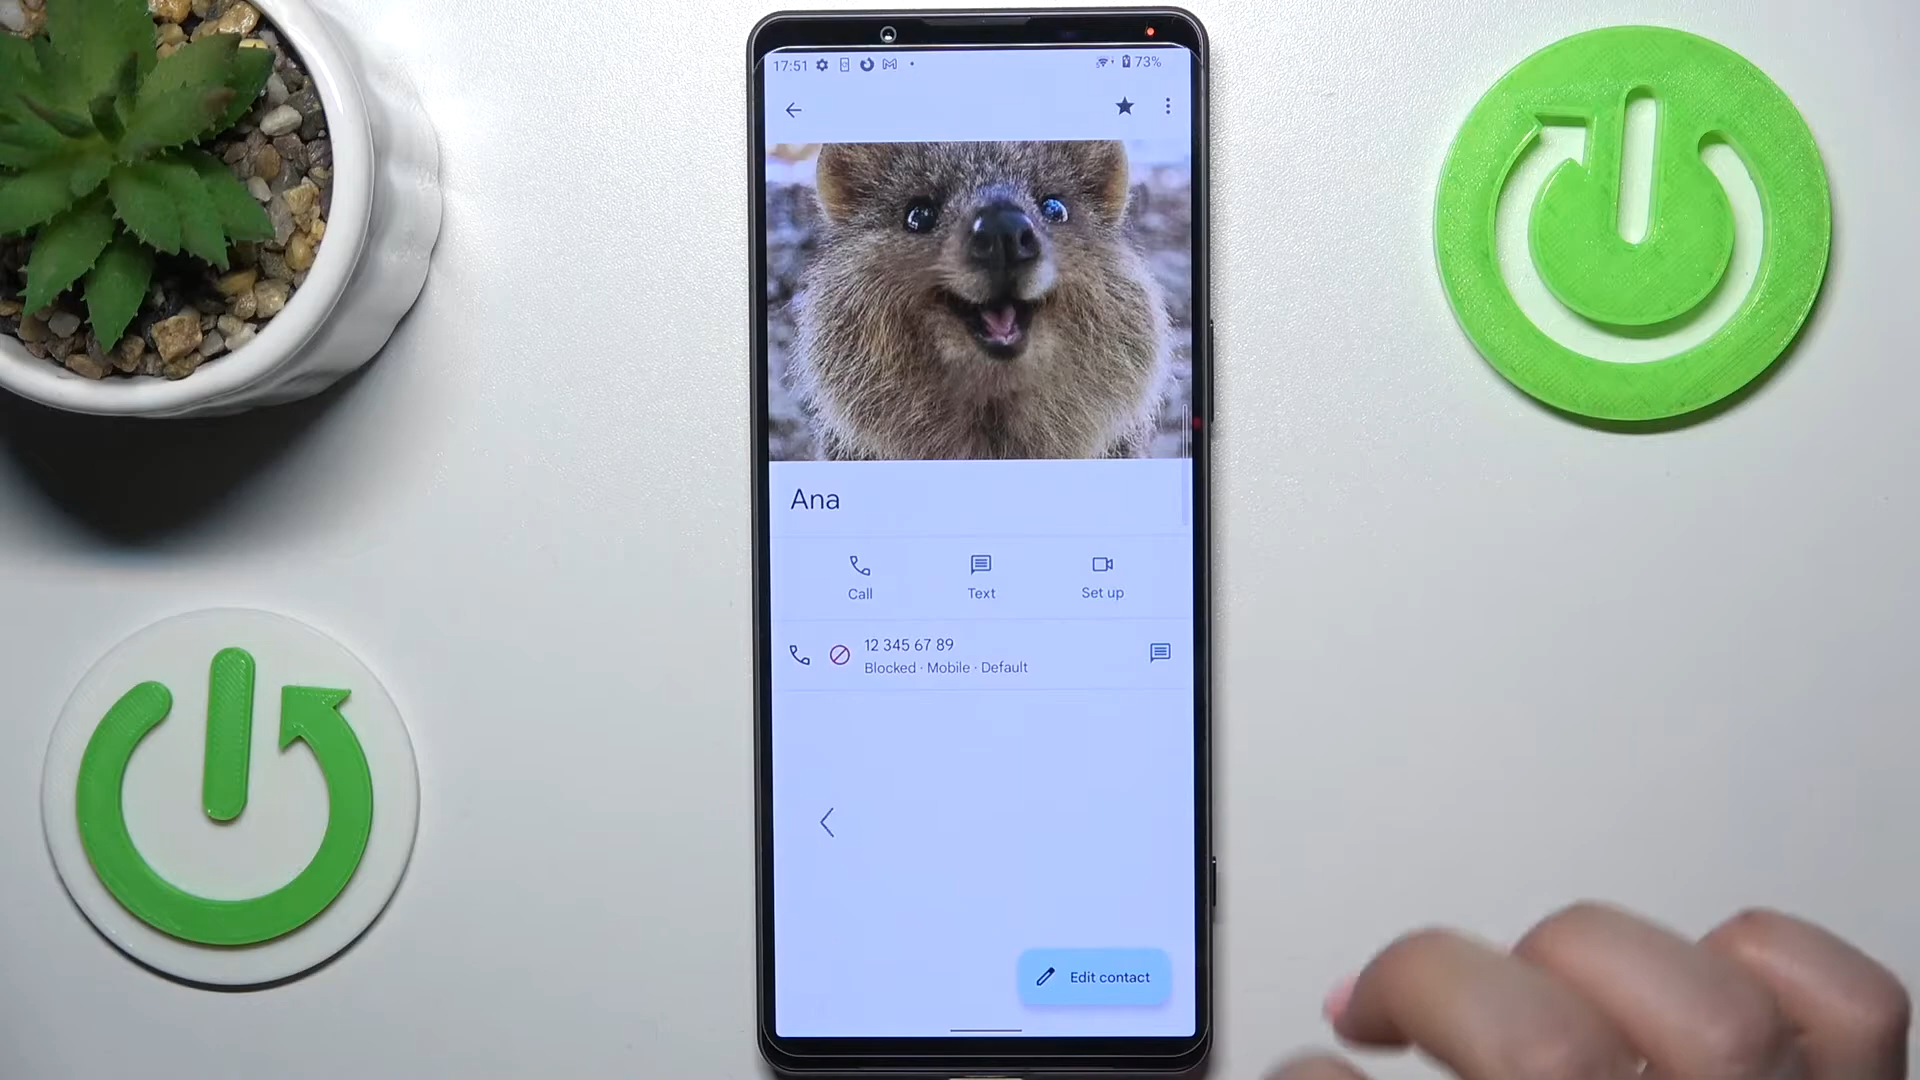 17:51
73%
Ana
Call
Text
Set up
12 345 67 89
Blocked · Mobile · Default
Edit contact